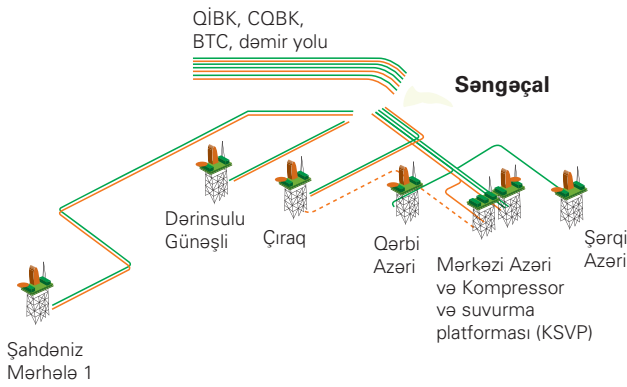 QİBK, CQBK,
BTC, dəmir yolu
Səngəçal
Dərinsulu
Günəşli
Çıraq
Qərbi
Azəri
Mərkəzi Azəri
və Kompressor
və suvurma
platforması (KSVP)
Şərqi
Azəri
Şahdəniz
Mərhələ 1